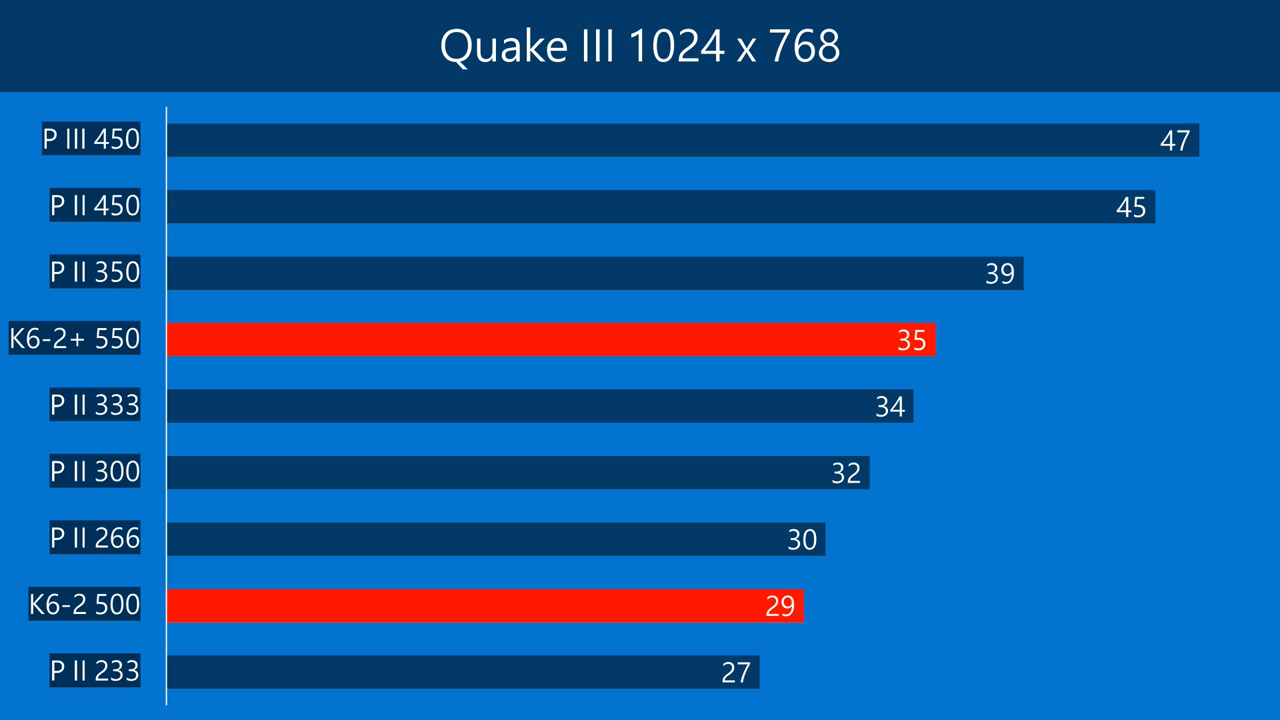 Quake III 1024 x 768
P III 450 47
P II 450 45
P II 350 39
K6-2+ 550 35
P II 333 34
P II 300 32
P II 266 30
K6-2 500 29
P II 233 27